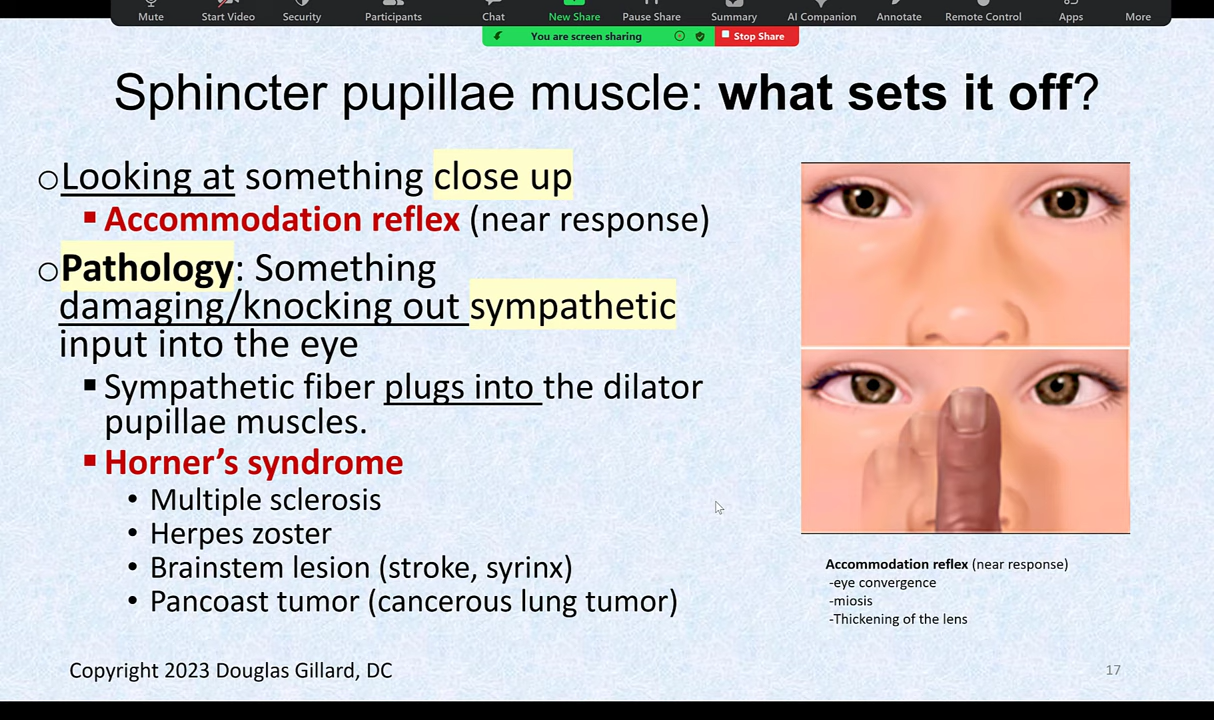 Mute Start Video Security Participants Chat New Share Pause Share Summary AI Companion Annotate Remote Control Apps More
You are screen sharing Stop Share
Sphincter pupillae muscle: what sets it off?
Looking at something close up
Accommodation reflex (near response)
Pathology: Something
damaging/knocking out sympathetic
input into the eye
Sympathetic fiber plugs into the dilator
pupillae muscles.
Horner’s syndrome
• Multiple sclerosis
• Herpes zoster
• Brainstem lesion (stroke, syrinx)
• Pancoast tumor (cancerous lung tumor)
Accommodation reflex (near response)
-eye convergence
-miosis
-Thickening of the lens
Copyright 2023 Douglas Gillard, DC
17